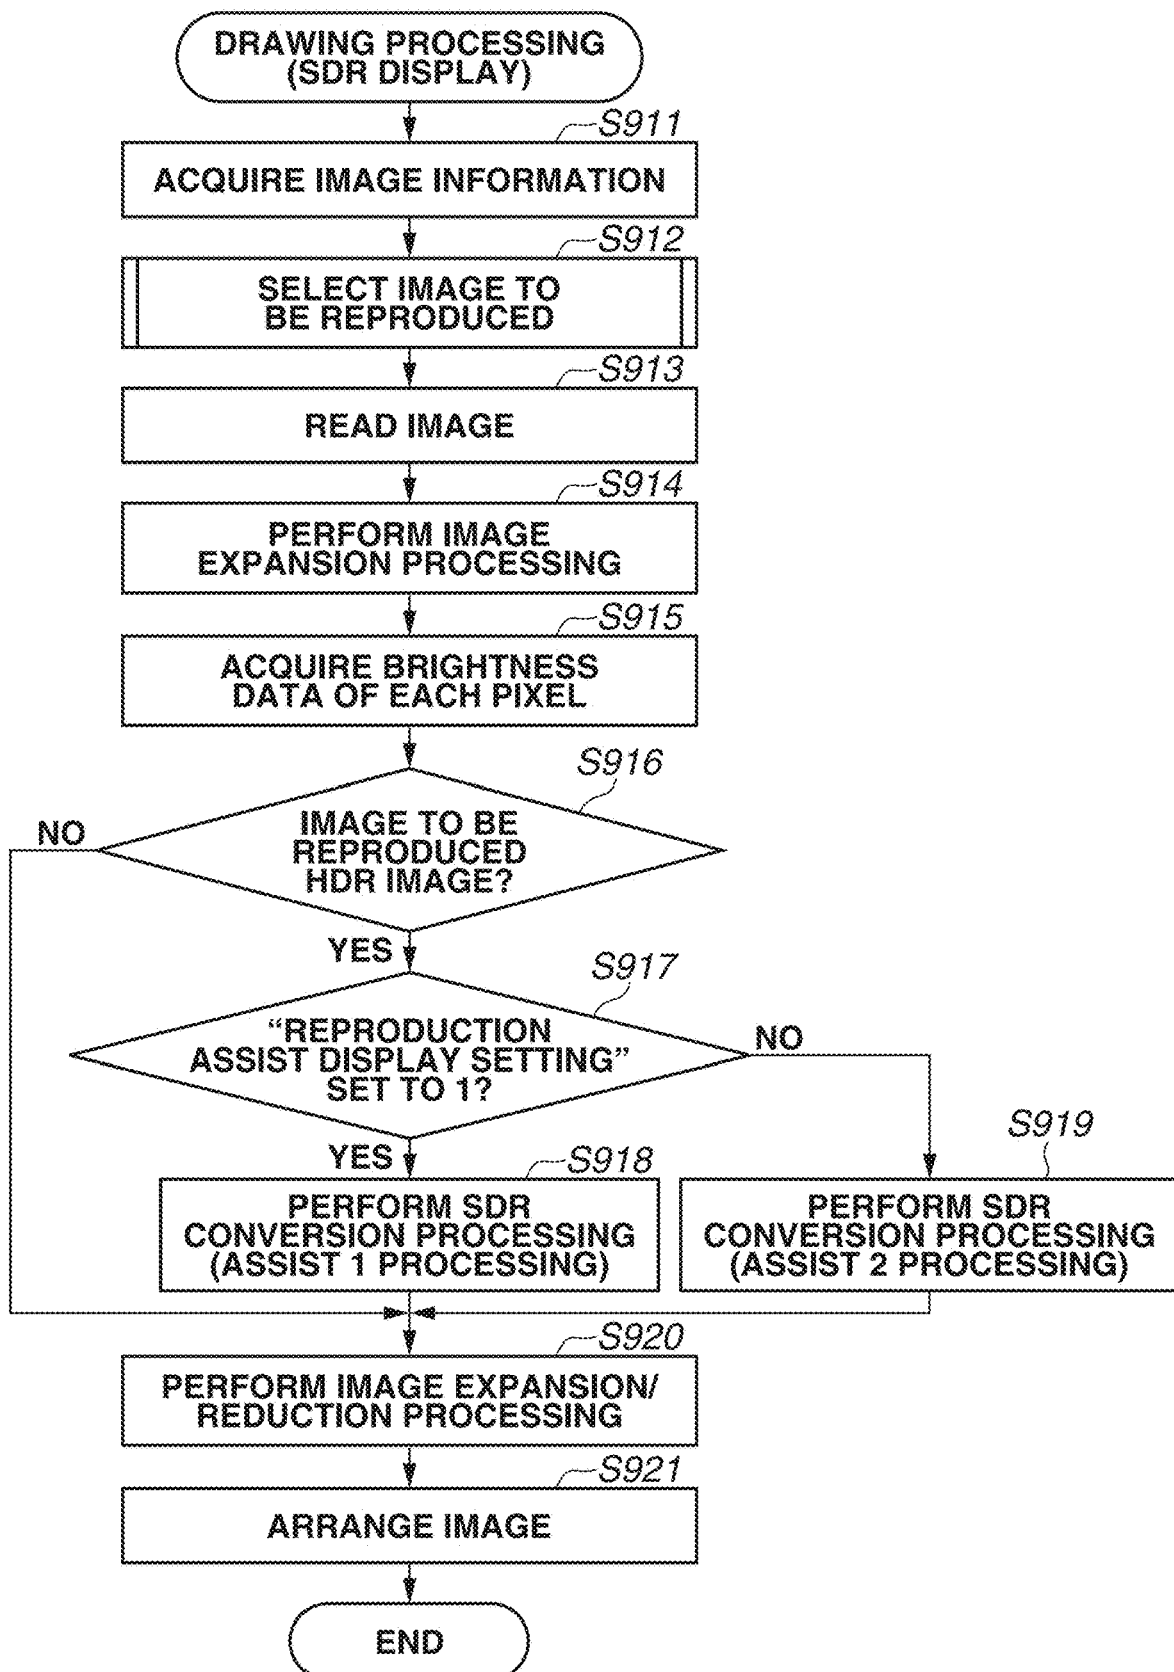 DRAWING PROCESSING
(SDR DISPLAY)
S911
ACQUIRE IMAGE INFORMATION
S912
SELECT IMAGE TO
BE REPRODUCED
S913
READ IMAGE
S914
PERFORM IMAGE
EXPANSION PROCESSING
S915
ACQUIRE BRIGHTNESS
DATA OF EACH PIXEL
S916
IMAGE TO BE
REPRODUCED
HDR IMAGE?
NO
YES
S917
“REPRODUCTION
ASSIST DISPLAY SETTING”
SET TO 1?
NO
YES
S918
PERFORM SDR
CONVERSION PROCESSING
(ASSIST 1 PROCESSING)
S919
PERFORM SDR
CONVERSION PROCESSING
(ASSIST 2 PROCESSING)
S920
PERFORM IMAGE EXPANSION/
REDUCTION PROCESSING
S921
ARRANGE IMAGE
END